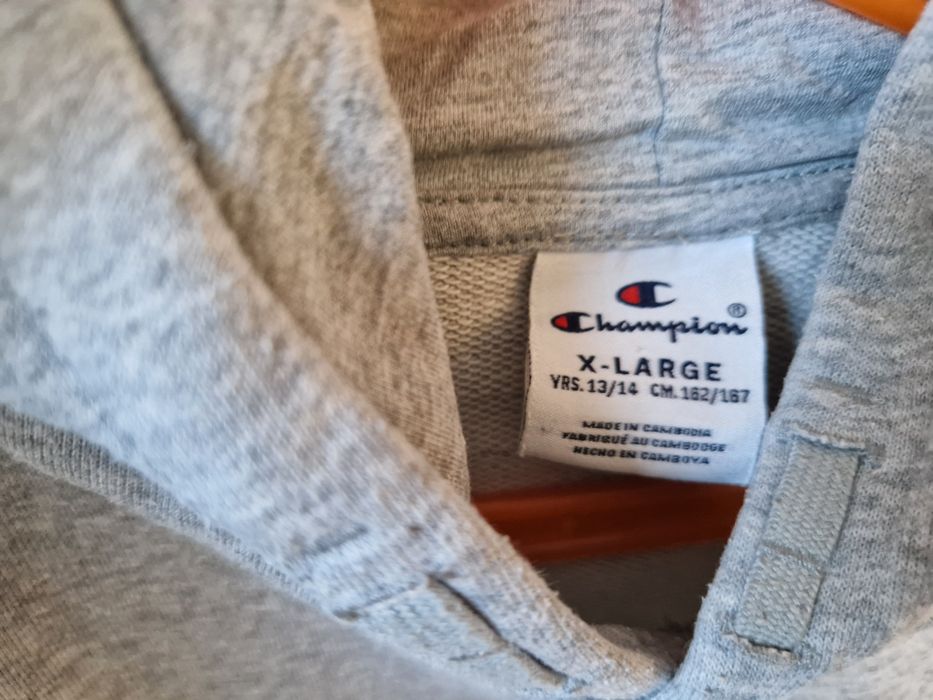 Champion®
X-LARGE
YRS. 13/14 CM. 162/167
MADE IN CAMBODIA
FABRIQUÉ AU CAMBODGE
HECHO EN CAMBOYA